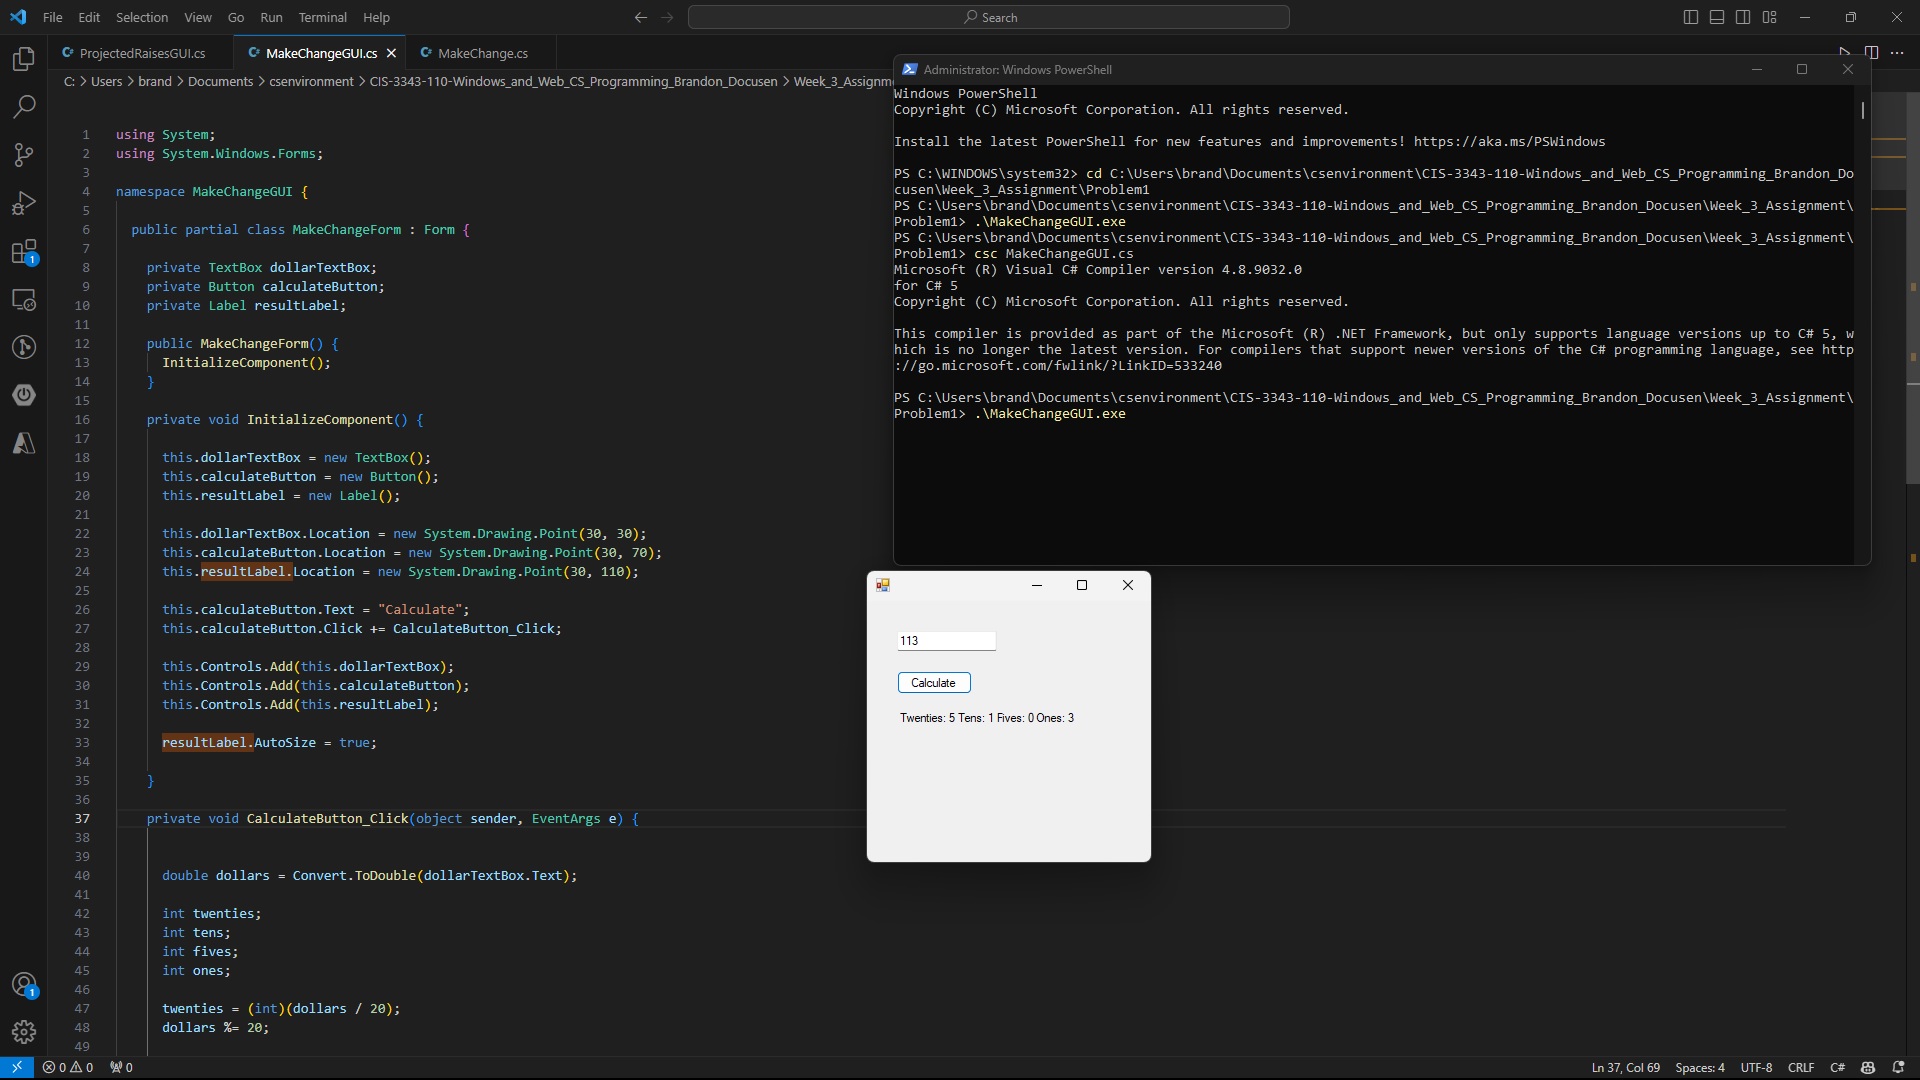 File Edit Selection View Go Run Terminal Help
Search
ProjectedRaisesGUI.cs
MakeChangeGUI.cs
MakeChange.cs
C: > Users > brand > Documents > csenvironment > CIS-3343-110-Windows_and_Web_CS_Programming_Brandon_Docusen > Week_3_Assignm
1 using System;
2 using System.Windows.Forms;
3
4 namespace MakeChangeGUI {
5
6 public partial class MakeChangeForm : Form {
7
8 private TextBox dollarTextBox;
9 private Button calculateButton;
10 private Label resultLabel;
11
12 public MakeChangeForm() {
13 InitializeComponent();
14 }
15
16 private void InitializeComponent() {
17
18 this.dollarTextBox = new TextBox();
19 this.calculateButton = new Button();
20 this.resultLabel = new Label();
21
22 this.dollarTextBox.Location = new System.Drawing.Point(30, 30);
23 this.calculateButton.Location = new System.Drawing.Point(30, 70);
24 this.resultLabel.Location = new System.Drawing.Point(30, 110);
25
26 this.calculateButton.Text = "Calculate";
27 this.calculateButton.Click += CalculateButton_Click;
28
29 this.Controls.Add(this.dollarTextBox);
30 this.Controls.Add(this.calculateButton);
31 this.Controls.Add(this.resultLabel);
32
33 resultLabel.AutoSize = true;
34
35 }
36
37 private void CalculateButton_Click(object sender, EventArgs e) {
38
39
40 double dollars = Convert.ToDouble(dollarTextBox.Text);
41
42 int twenties;
43 int tens;
44 int fives;
45 int ones;
46
47 twenties = (int)(dollars / 20);
48 dollars %= 20;
49
Administrator: Windows PowerShell
Windows PowerShell
Copyright (C) Microsoft Corporation. All rights reserved.
Install the latest PowerShell for new features and improvements! https://aka.ms/PSWindows
PS C:\WINDOWS\system32> cd C:\Users\brand\Documents\csenvironment\CIS-3343-110-Windows_and_Web_CS_Programming_Brandon_Do
cusen\Week_3_Assignment\Problem1
PS C:\Users\brand\Documents\csenvironment\CIS-3343-110-Windows_and_Web_CS_Programming_Brandon_Docusen\Week_3_Assignment\
Problem1> .\MakeChangeGUI.exe
PS C:\Users\brand\Documents\csenvironment\CIS-3343-110-Windows_and_Web_CS_Programming_Brandon_Docusen\Week_3_Assignment\
Problem1> csc MakeChangeGUI.cs
Microsoft (R) Visual C# Compiler version 4.8.9032.0
for C# 5
Copyright (C) Microsoft Corporation. All rights reserved.
This compiler is provided as part of the Microsoft (R) .NET Framework, but only supports language versions up to C# 5, w
hich is no longer the latest version. For compilers that support newer versions of the C# programming language, see http
://go.microsoft.com/fwlink/?LinkID=533240
PS C:\Users\brand\Documents\csenvironment\CIS-3343-110-Windows_and_Web_CS_Programming_Brandon_Docusen\Week_3_Assignment\
Problem1> .\MakeChangeGUI.exe
113
Calculate
Twenties: 5 Tens: 1 Fives: 0 Ones: 3
1
1
0 0 0
Ln 37, Col 69 Spaces: 4 UTF-8 CRLF C#